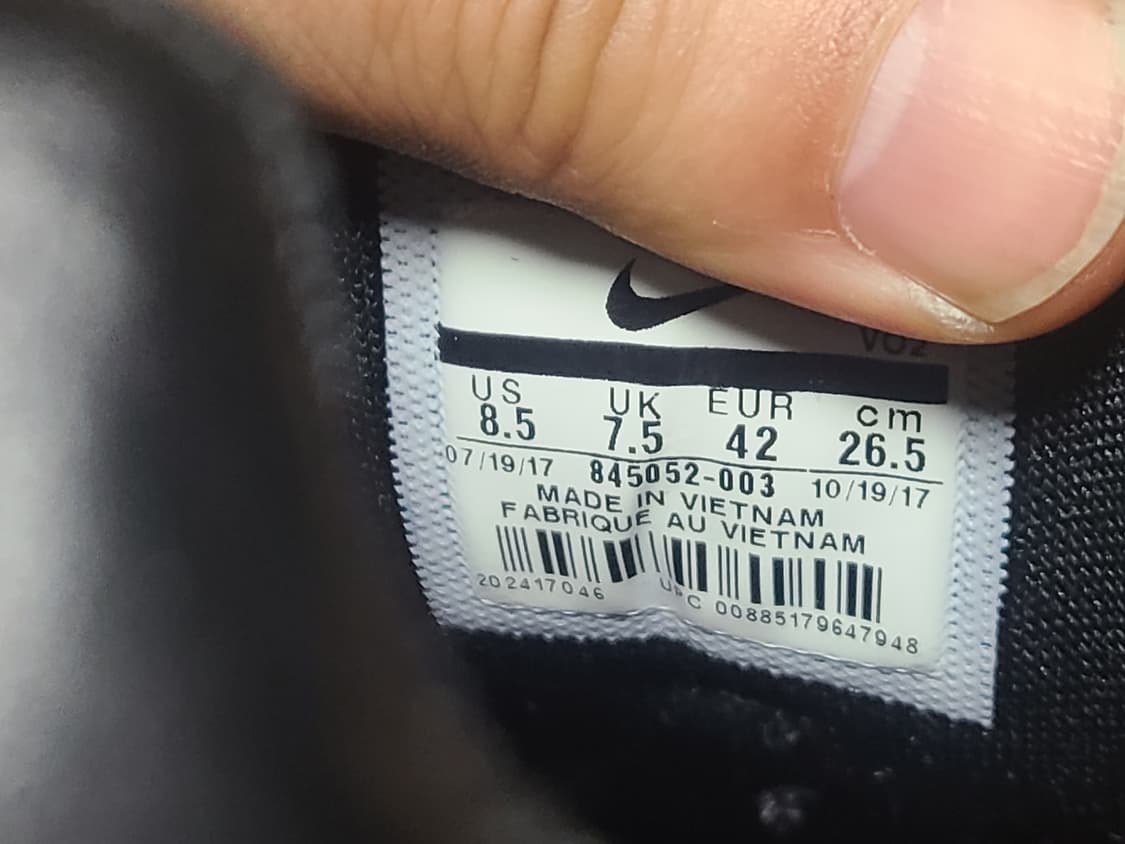 VO2
US UK EUR cm
8.5 7.5 42 26.5
07/19/17 845052-003 10/19/17
MADE IN VIETNAM
FABRIQUE AU VIETNAM
202417046 UPC 00885179647948